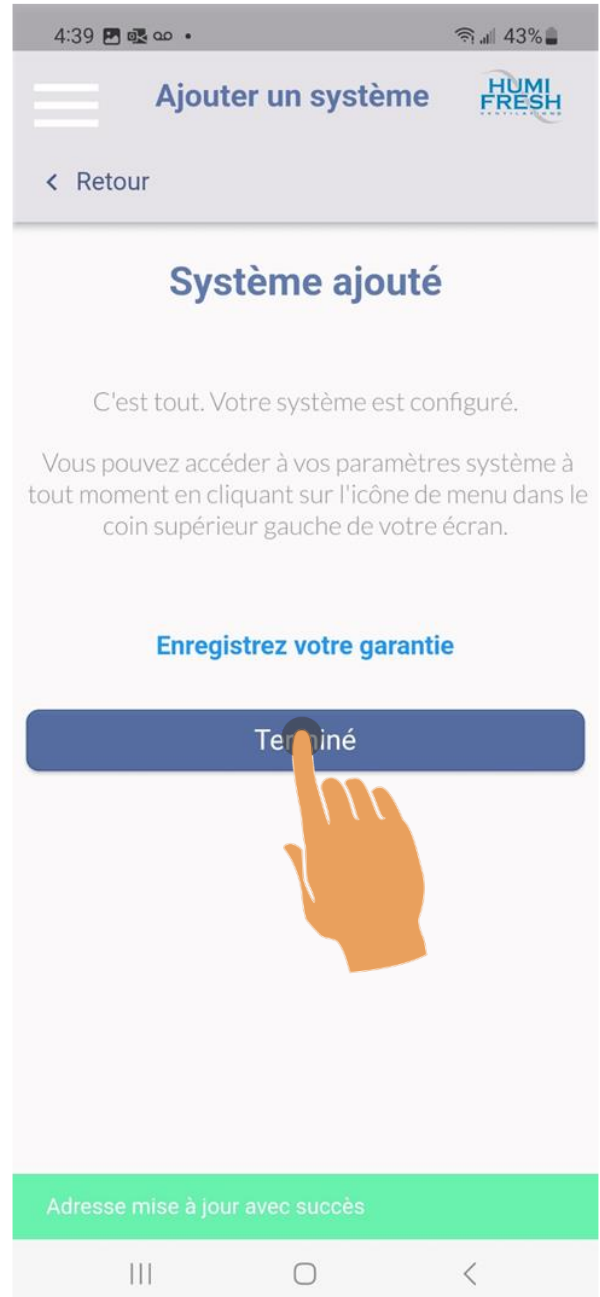 4:39 43%
Ajouter un système
HUMI
FRESH
VENTILATIONS
< Retour
Système ajouté
C'est tout. Votre système est configuré.
Vous pouvez accéder à vos paramètres système à
tout moment en cliquant sur l'icône de menu dans le
coin supérieur gauche de votre écran.
Enregistrez votre garantie
Terminé
Adresse mise à jour avec succès